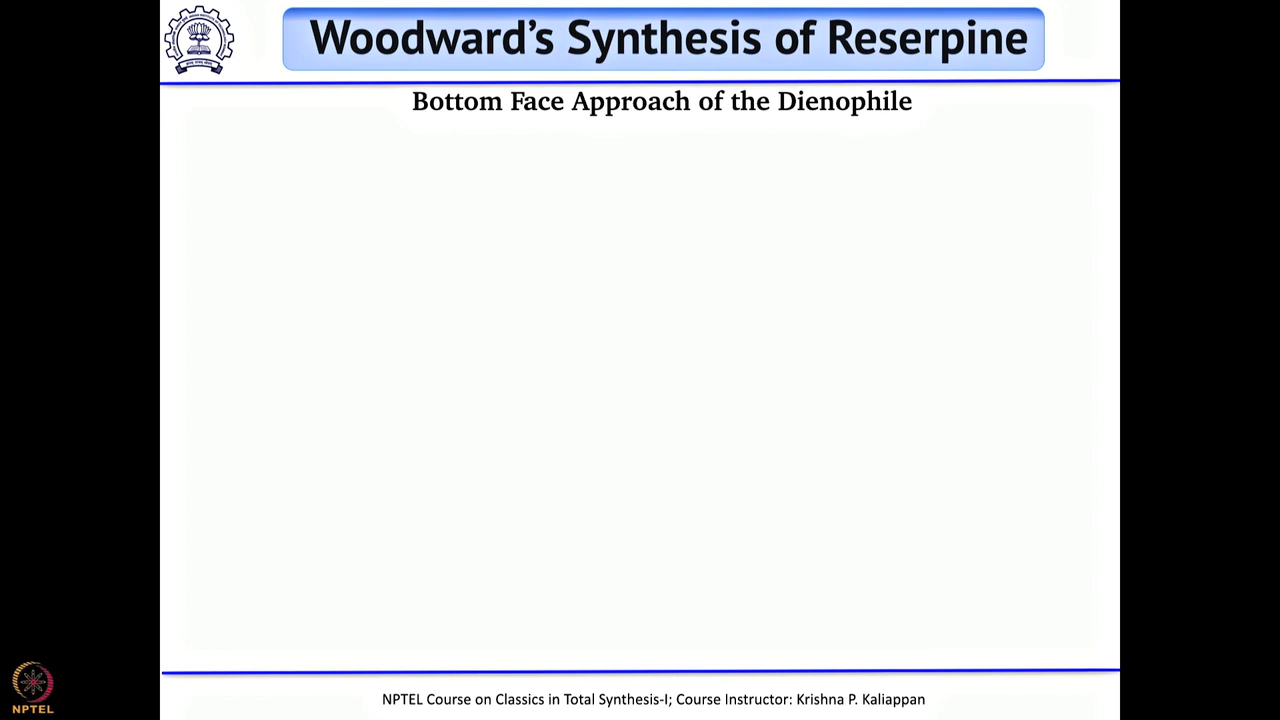 Woodward's Synthesis of Reserpine
Bottom Face Approach of the Dienophile
NPTEL Course on Classics in Total Synthesis-I; Course Instructor: Krishna P. Kaliappan
NPTEL